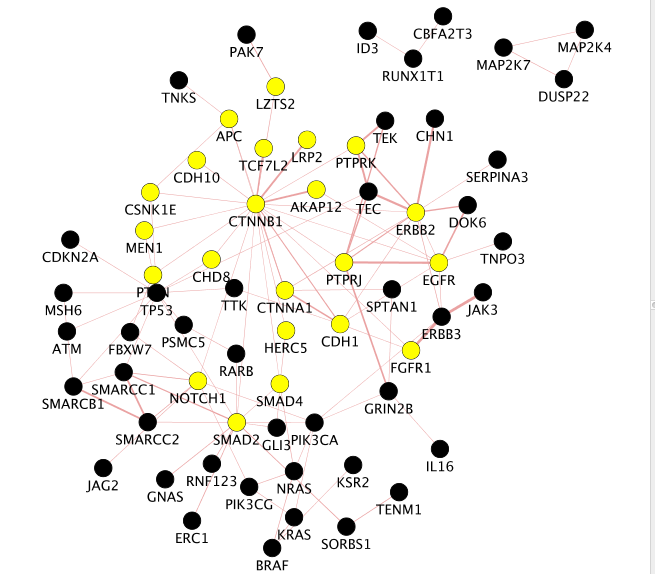 CBFA2T3
ID3
PAK7
MAP2K4
MAP2K7
RUNX1T1
TNKS
DUSP22
LZTS2
APC
TEK
CHN1
LRP2
TCF7L2
PTPRK
CDH10
SERPINA3
CSNK1E
AKAP12
TEC
CTNNB1
DOK6
ERBB2
MEN1
CDKN2A
TNPO3
CHD8
PTPRJ
EGFR
TP53
TTK
CTNNA1
SPTAN1
MSH6
JAK3
ERBB3
CDH1
PSMC5
ATM
FBXW7
HERC5
FGFR1
RARB
SMARCC1
SMARCB1
NOTCH1
SMAD4
GRIN2B
SMARCC2
SMAD2
GLI3
PIK3CA
IL16
JAG2
GNAS
RNF123
NRAS
KSR2
PIK3CG
TENM1
ERC1
KRAS
SORBS1
BRAF